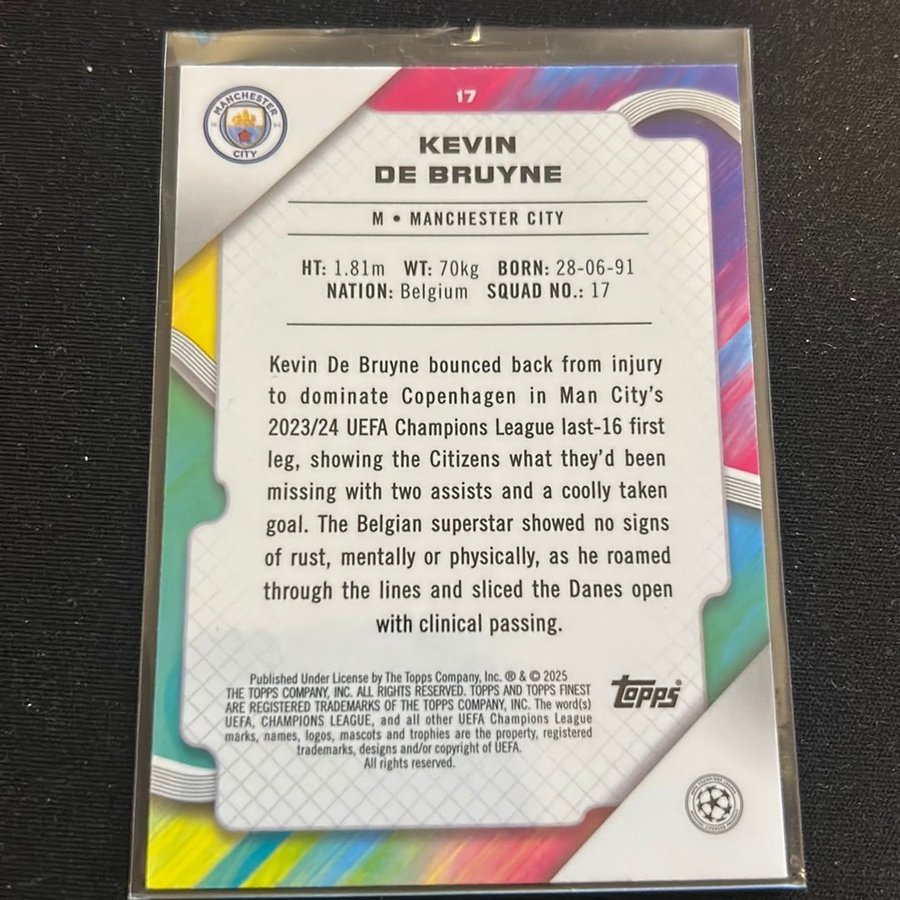 17
MANCHESTER
CITY
KEVIN
DE BRUYNE
M • MANCHESTER CITY
HT: 1.81m WT: 70kg BORN: 28-06-91
NATION: Belgium SQUAD NO.: 17
Kevin De Bruyne bounced back from injury
to dominate Copenhagen in Man City's
2023/24 UEFA Champions League last-16 first
leg, showing the Citizens what they'd been
missing with two assists and a coolly taken
goal. The Belgian superstar showed no signs
of rust, mentally or physically, as he roamed
through the lines and sliced the Danes open
with clinical passing.
Published Under License by The Topps Company, Inc. ® & © 2025
THE TOPPS COMPANY, INC. ALL RIGHTS RESERVED. TOPPS AND TOPPS FINEST
ARE REGISTERED TRADEMARKS OF THE TOPPS COMPANY, INC. The word(s)
UEFA, CHAMPIONS LEAGUE, and all other UEFA Champions League
marks, names, logos, mascots and trophies are the property, registered
trademarks, designs and/or copyright of UEFA.
All rights reserved.
topps®